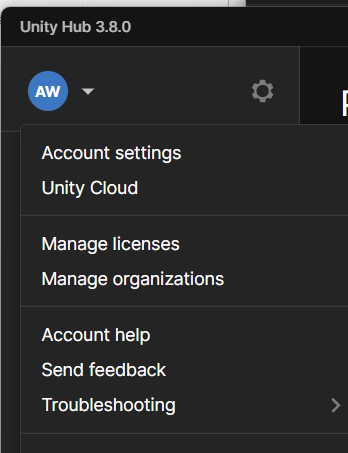 Unity Hub 3.8.0
AW
Account settings
Unity Cloud
Manage licenses
Manage organizations
Account help
Send feedback
Troubleshooting